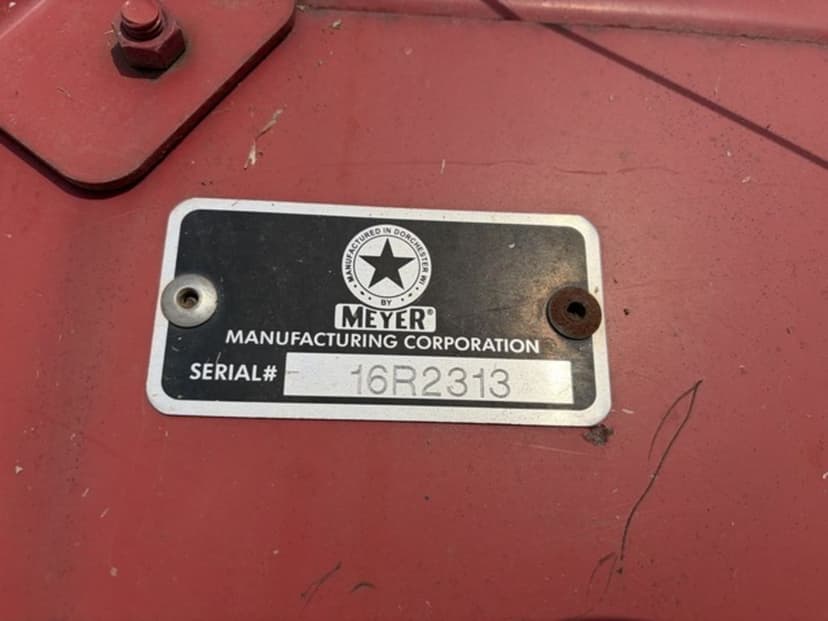 MANUFACTURED IN DORCHESTER WI
BY
MEYER®
MANUFACTURING CORPORATION
SERIAL# 16R2313